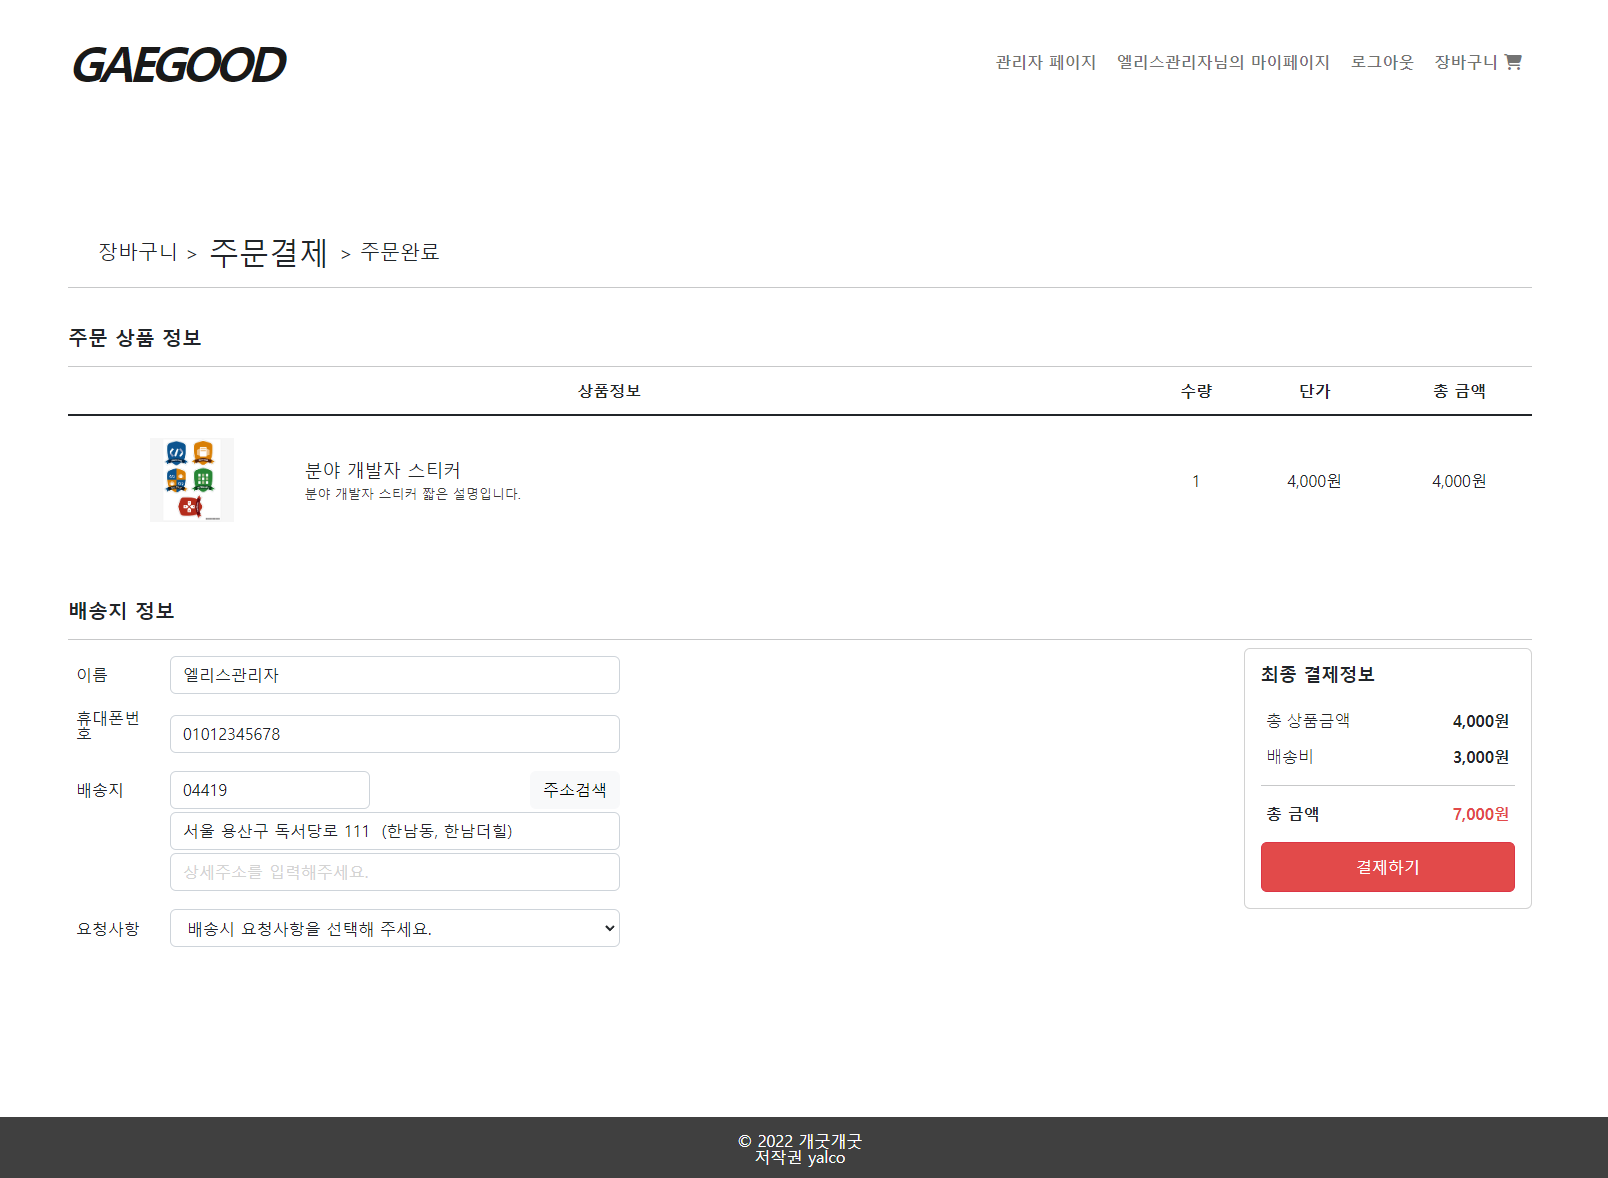 GAEGOOD
관리자 페이지 엘리스관리자님의 마이페이지 로그아웃 장바구니
장바구니 > 주문결제 > 주문완료
주문 상품 정보
상품정보 수량 단가 총 금액
분야 개발자 스티커
분야 개발자 스티커 짧은 설명입니다.
1 4,000원 4,000원
배송지 정보
이름 엘리스관리자
휴대폰번
호
01012345678
배송지 04419 주소검색
서울 용산구 독서당로 111  (한남동, 한남더힐)
상세주소를 입력해주세요.
요청사항 배송시 요청사항을 선택해 주세요.
최종 결제정보
총 상품금액 4,000원
배송비 3,000원
총 금액 7,000원
결제하기
© 2022 개굿개굿
저작권 yalco